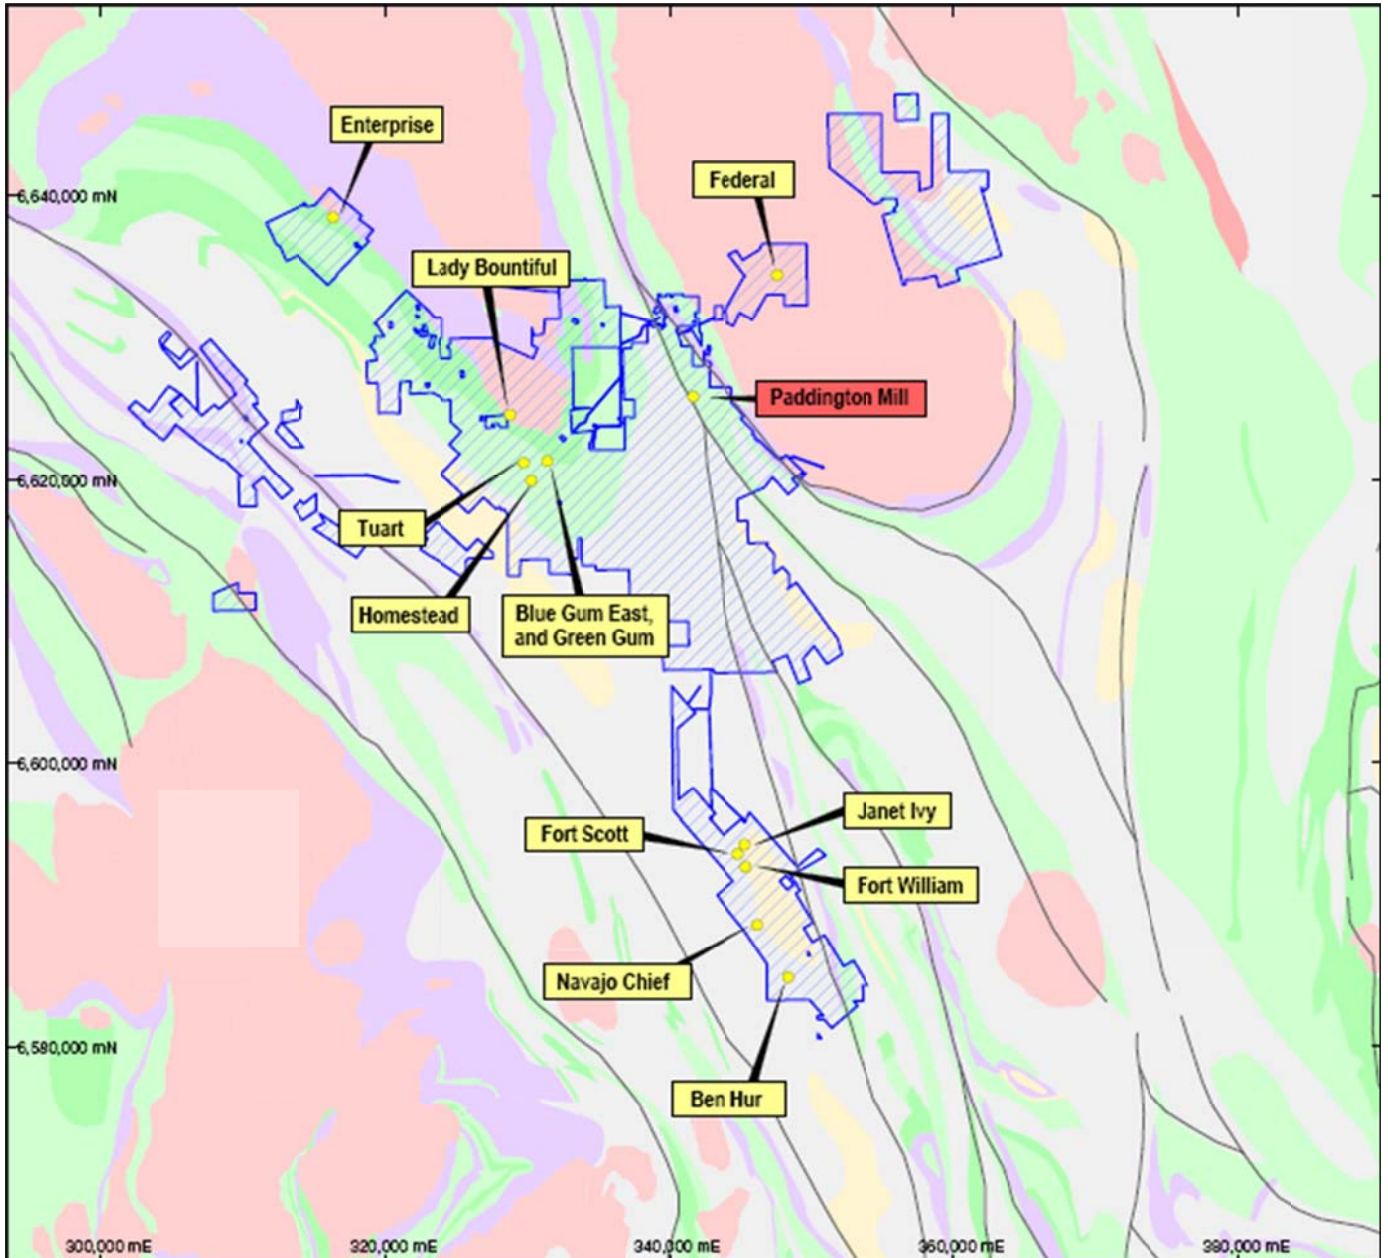 Enterprise
6,640,000 mN
Federal
Lady Bountiful
Paddington Mill
6,620,000 mN
Tuart
Homestead
Blue Gum East,
and Green Gum
6,600,000 mN
Janet Ivy
Fort Scott
Fort William
Navajo Chief
6,580,000 mN
Ben Hur
300,000 mE
320,000 mE
340,000 mE
360,000 mE
380,000 mE